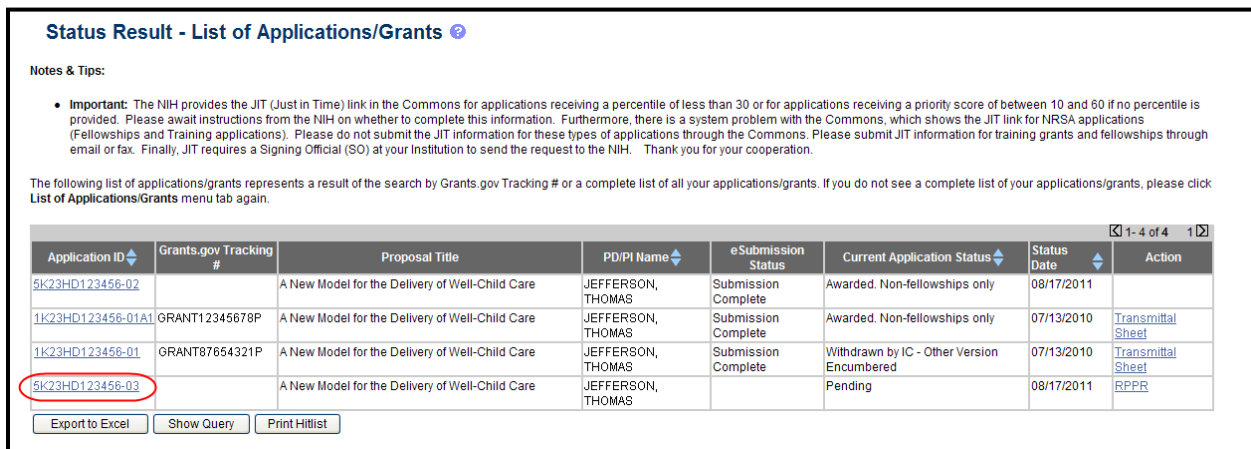 Status Result - List of Applications/Grants ?
Notes & Tips:
• Important: The NIH provides the JIT (Just in Time) link in the Commons for applications receiving a percentile of less than 30 or for applications receiving a priority score of between 10 and 60 if no percentile is
provided. Please await instructions from the NIH on whether to complete this information. Furthermore, there is a system problem with the Commons, which shows the JIT link for NRSA applications
(Fellowships and Training applications). Please do not submit the JIT information for these types of applications through the Commons. Please submit JIT information for training grants and fellowships through
email or fax. Finally, JIT requires a Signing Official (SO) at your Institution to send the request to the NIH. Thank you for your cooperation.
The following list of applications/grants represents a result of the search by Grants.gov Tracking # or a complete list of all your applications/grants. If you do not see a complete list of your applications/grants, please click
List of Applications/Grants menu tab again.
1- 4 of 4 1
Application ID Grants.gov Tracking # Proposal Title PD/PI Name eSubmission Status Current Application Status Status Date Action
5K23HD123456-02 A New Model for the Delivery of Well-Child Care JEFFERSON, THOMAS Submission Complete Awarded. Non-fellowships only 08/17/2011
1K23HD123456-01A1 GRANT12345678P A New Model for the Delivery of Well-Child Care JEFFERSON, THOMAS Submission Complete Awarded. Non-fellowships only 07/13/2010 Transmittal Sheet
1K23HD123456-01 GRANT87654321P A New Model for the Delivery of Well-Child Care JEFFERSON, THOMAS Submission Complete Withdrawn by IC - Other Version Encumbered 07/13/2010 Transmittal Sheet
5K23HD123456-03 A New Model for the Delivery of Well-Child Care JEFFERSON, THOMAS Pending 08/17/2011 RPPR
Export to Excel Show Query Print Hitlist